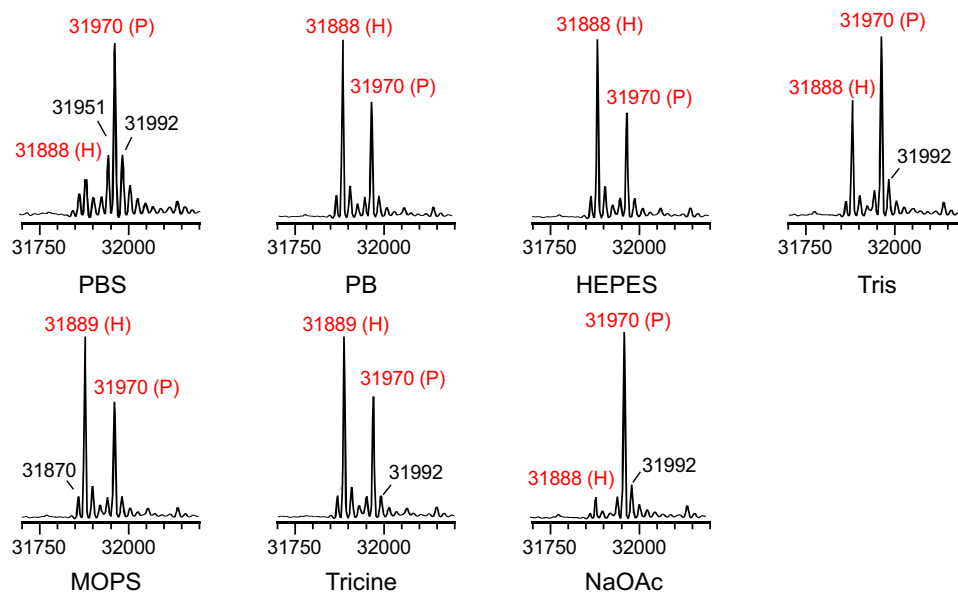 31970 (P)
31951
31992
31888 (H)
31750 32000
PBS
31888 (H)
31970 (P)
31750 32000
PB
31888 (H)
31970 (P)
31750 32000
HEPES
31970 (P)
31888 (H)
31992
31750 32000
Tris
31889 (H)
31970 (P)
31870
31750 32000
MOPS
31889 (H)
31970 (P)
31992
31750 32000
Tricine
31970 (P)
31992
31888 (H)
31750 32000
NaOAc